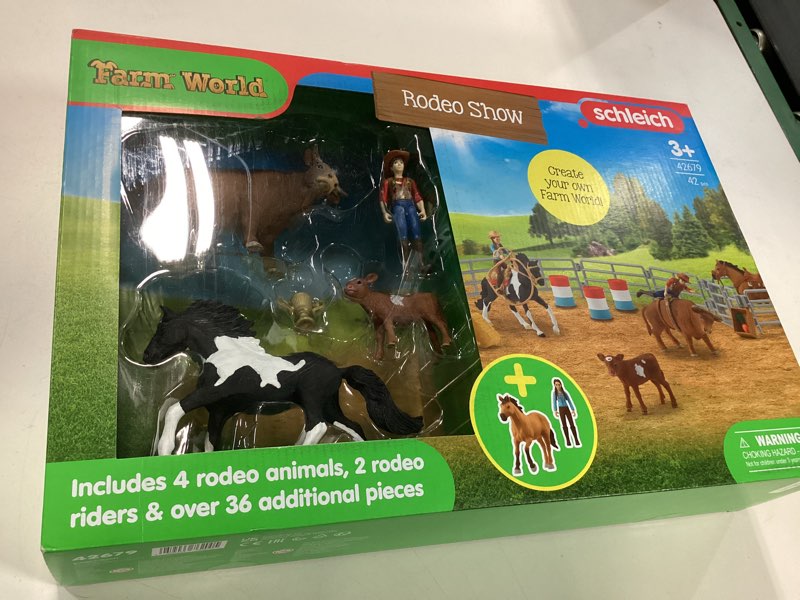 Farm World
Rodeo Show
schleich
3+
42679
42
Create
your own
Farm World!
+
WARNING
CHOKING HAZARD
Includes 4 rodeo animals, 2 rodeo
riders & over 36 additional pieces
42679